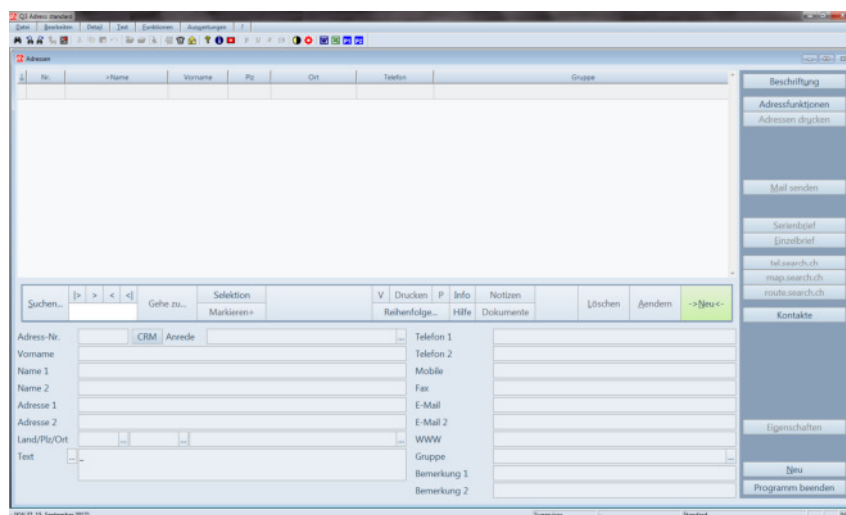 Q3 Adress standard
Datei Bearbeiten Detail Text Funktionen Auswertungen ?
Adressen
Nr. >Name Vorname Plz Ort Telefon Gruppe
Beschriftung
Adressfunktionen
Adressen drucken
Mail senden
Serienbrief
Einzelbrief
tel.search.ch
map.search.ch
route.search.ch
Kontakte
Eigenschaften
Neu
Programm beenden
Suchen... |> > < <| Gehe zu... Selektion V Drucken P Info Notizen Löschen Aendern ->Neu<-
Markieren+ Reihenfolge... Hilfe Dokumente
Adress-Nr. CRM Anrede ... Telefon 1
Vorname Telefon 2
Name 1 Mobile
Name 2 Fax
Adresse 1 E-Mail
Adresse 2 E-Mail 2
Land/Plz/Ort ... ... ... WWW
Text ... Gruppe ...
Bemerkung 1
Bemerkung 2